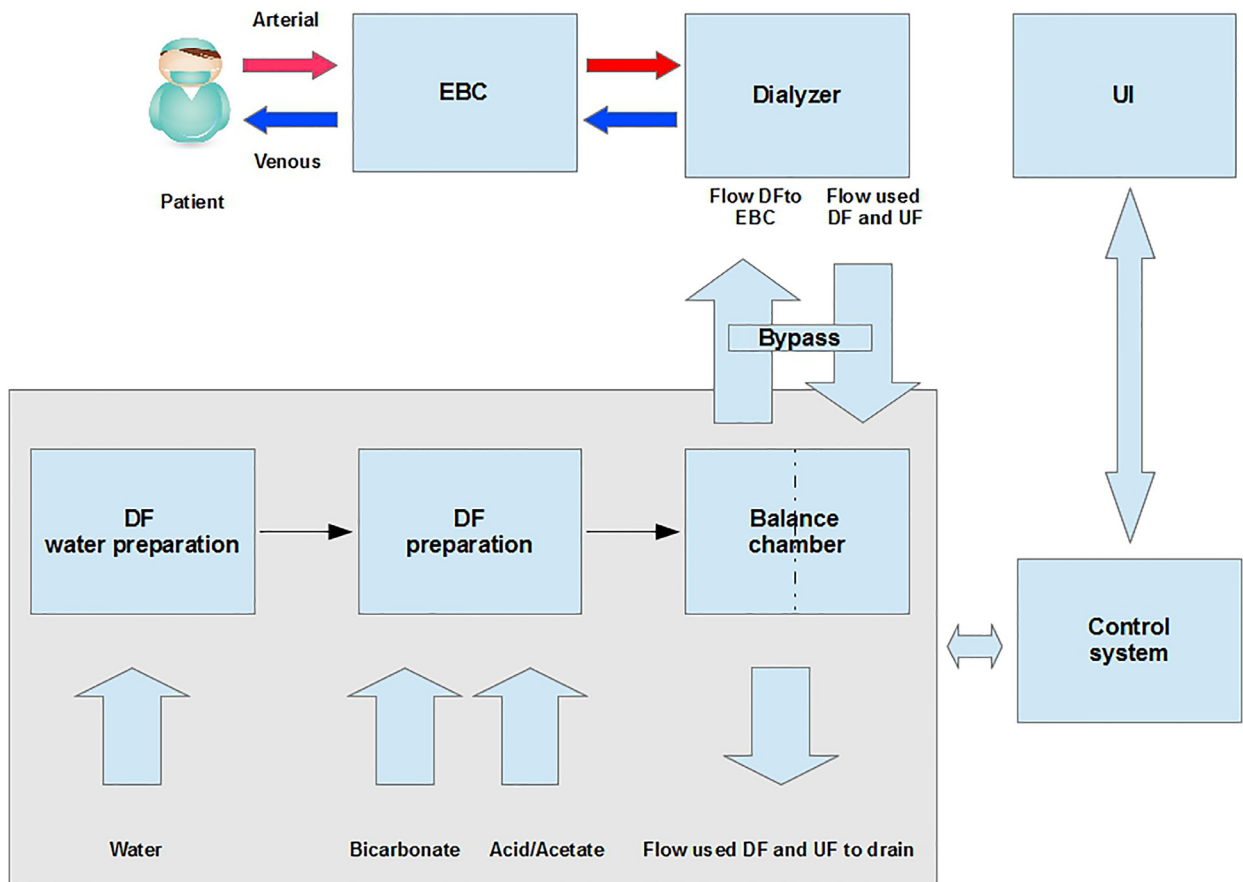 Arterial
EBC
Dialyzer
UI
Venous
Patient
Flow DFto
EBC
Flow used
DF and UF
Bypass
DF
water preparation
DF
preparation
Balance
chamber
Control
system
Water
Bicarbonate
Acid/Acetate
Flow used DF and UF to drain